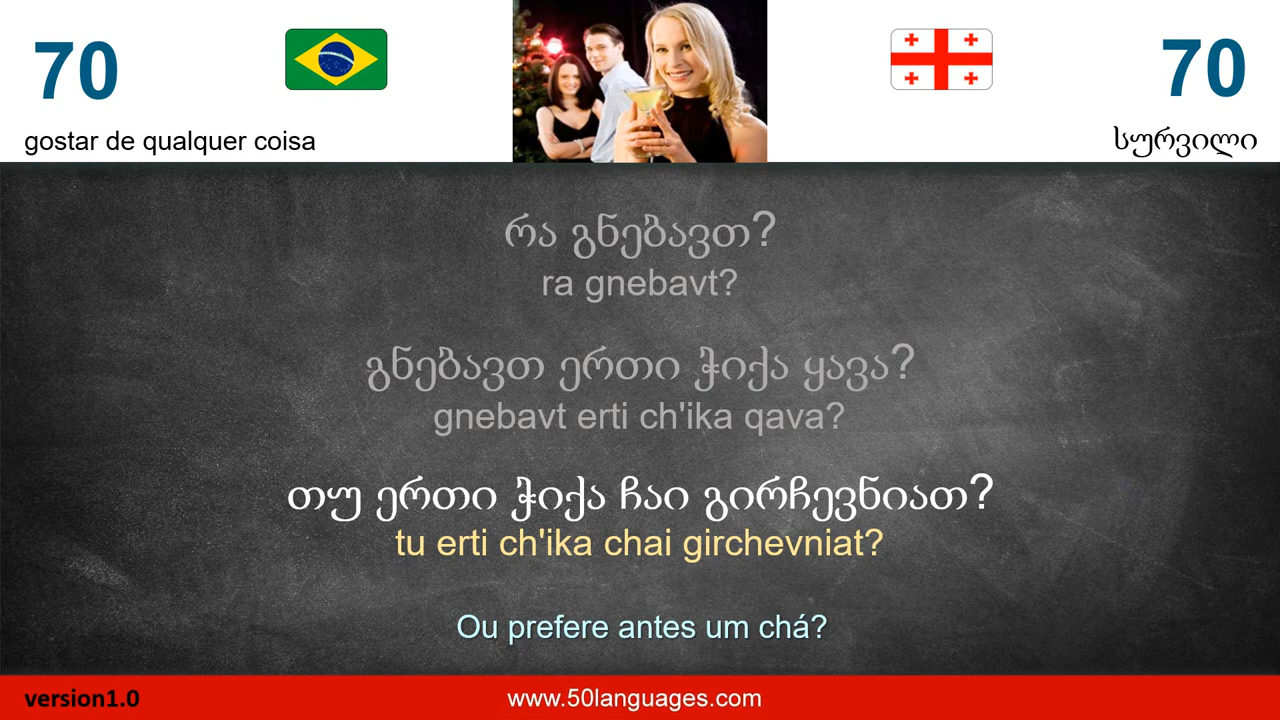 70
70
gostar de qualquer coisa
სურვილი
რა გნებავთ?
ra gnebavt?
გნებავთ ერთი ჭიქა ყავა?
gnebavt erti ch'ika qava?
თუ ერთი ჭიქა ჩაი გირჩევნიათ?
tu erti ch'ika chai girchevniat?
Ou prefere antes um chá?
version1.0
www.50languages.com